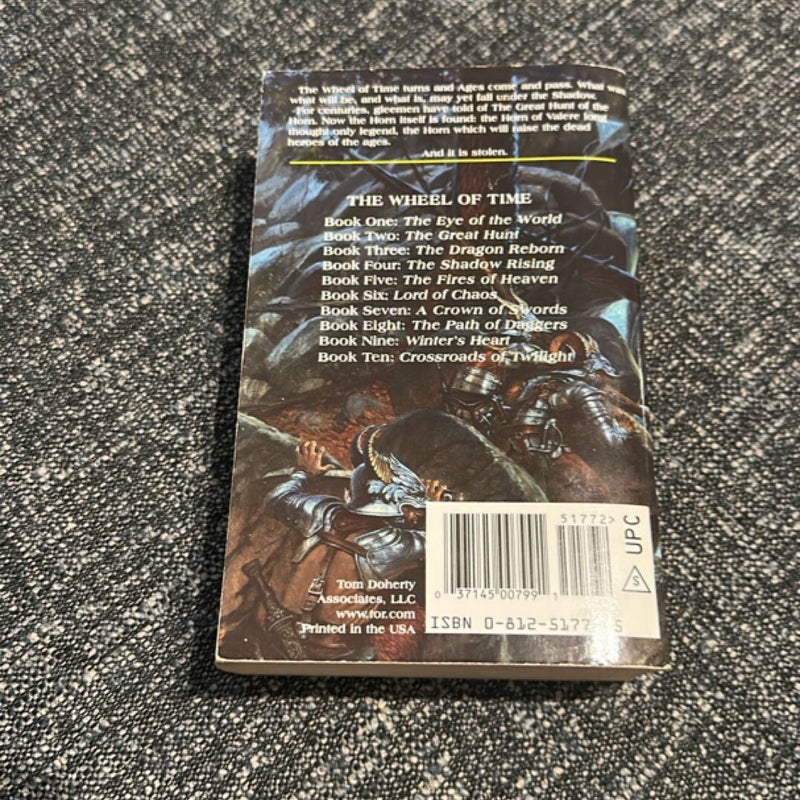 The Wheel of Time turns and Ages come and pass. What was,
what will be, and what is, may yet fall under the Shadow.
For centuries, gleemen have told of The Great Hunt of the
Horn. Now the Horn itself is found: the Horn of Valere long
thought only legend, the Horn which will raise the dead
heroes of the ages.
And it is stolen.
THE WHEEL OF TIME
Book One: The Eye of the World
Book Two: The Great Hunt
Book Three: The Dragon Reborn
Book Four: The Shadow Rising
Book Five: The Fires of Heaven
Book Six: Lord of Chaos
Book Seven: A Crown of Swords
Book Eight: The Path of Daggers
Book Nine: Winter's Heart
Book Ten: Crossroads of Twilight
Tom Doherty
Associates, LLC
www.tor.com
Printed in the USA
51772>
UPC
S
0 37145 00799 1
ISBN 0-812-5177